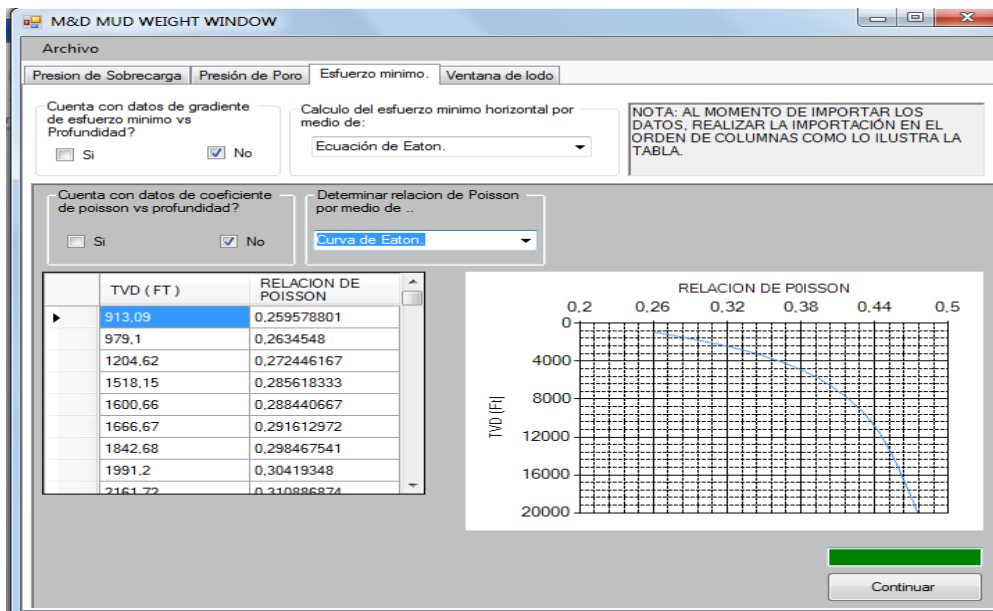 M&D MUD WEIGHT WINDOW
Archivo
Presion de Sobrecarga
Presión de Poro
Esfuerzo minimo.
Ventana de lodo
Cuenta con datos de gradiente
de esfuerzo minimo vs
Profundidad?
Si
No
Calculo del esfuerzo minimo horizontal por
medio de:
Ecuación de Eaton.
NOTA: AL MOMENTO DE IMPORTAR LOS
DATOS, REALIZAR LA IMPORTACIÓN EN EL
ORDEN DE COLUMNAS COMO LO ILUSTRA LA
TABLA.
Cuenta con datos de coeficiente
de poisson vs profundidad?
Si
No
Determinar relacion de Poisson
por medio de ..
Curva de Eaton.
TVD ( FT )
RELACION DE
POISSON
913,09 0,259578801
979,1 0,2634548
1204,62 0,272446167
1518,15 0,285618333
1600,66 0,288440667
1666,67 0,291612972
1842,68 0,298467541
1991,2 0,30419348
2161,72 0,310886874
RELACION DE P0ISSON
0,2 0,26 0,32 0,38 0,44 0,5
0
4000
8000
12000
16000
20000
TVD (Ft)
Continuar